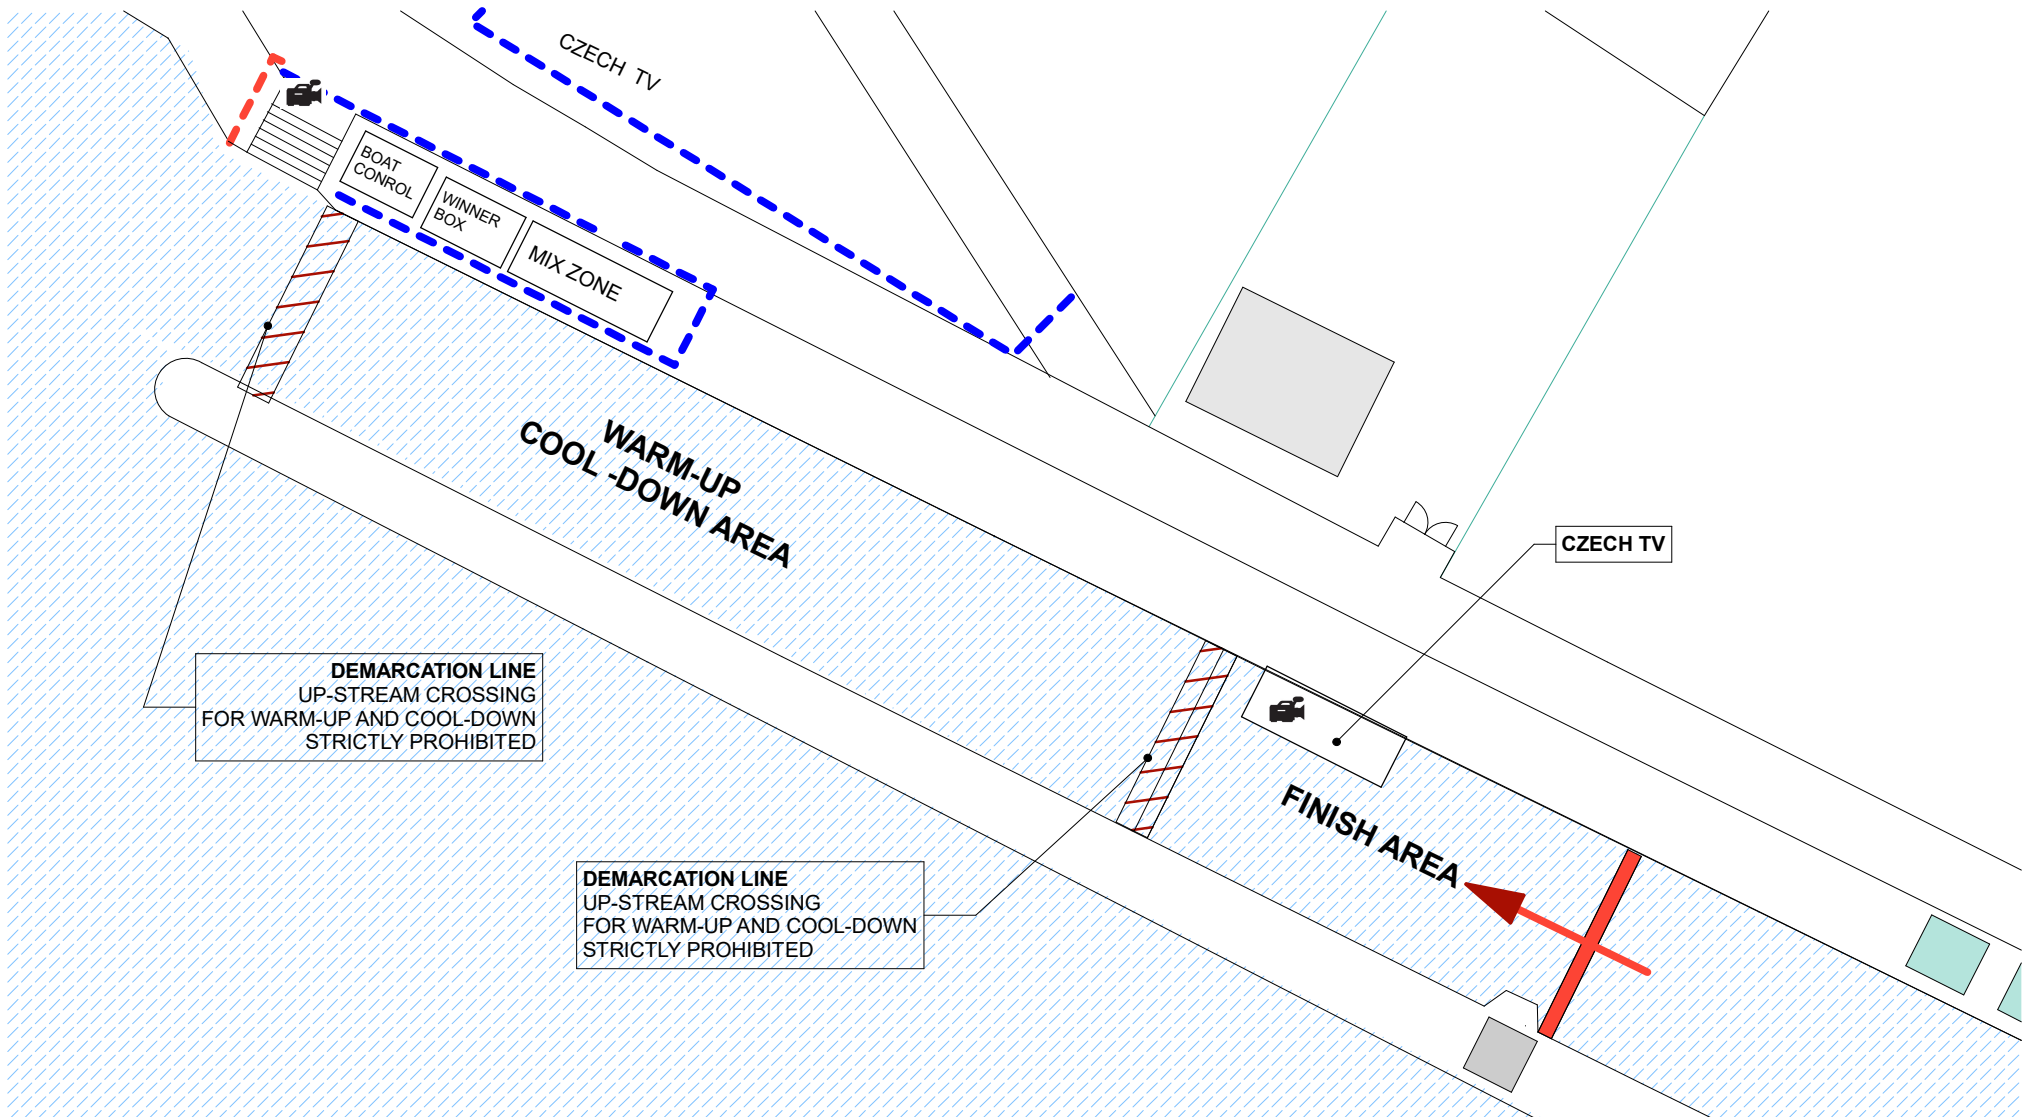 CZECH TV
BOAT
CONROL
WINNER
BOX
MIX ZONE
WARM-UP
COOL -DOWN AREA
CZECH TV
DEMARCATION LINE
UP-STREAM CROSSING
FOR WARM-UP AND COOL-DOWN
STRICTLY PROHIBITED
FINISH AREA
DEMARCATION LINE
UP-STREAM CROSSING
FOR WARM-UP AND COOL-DOWN
STRICTLY PROHIBITED